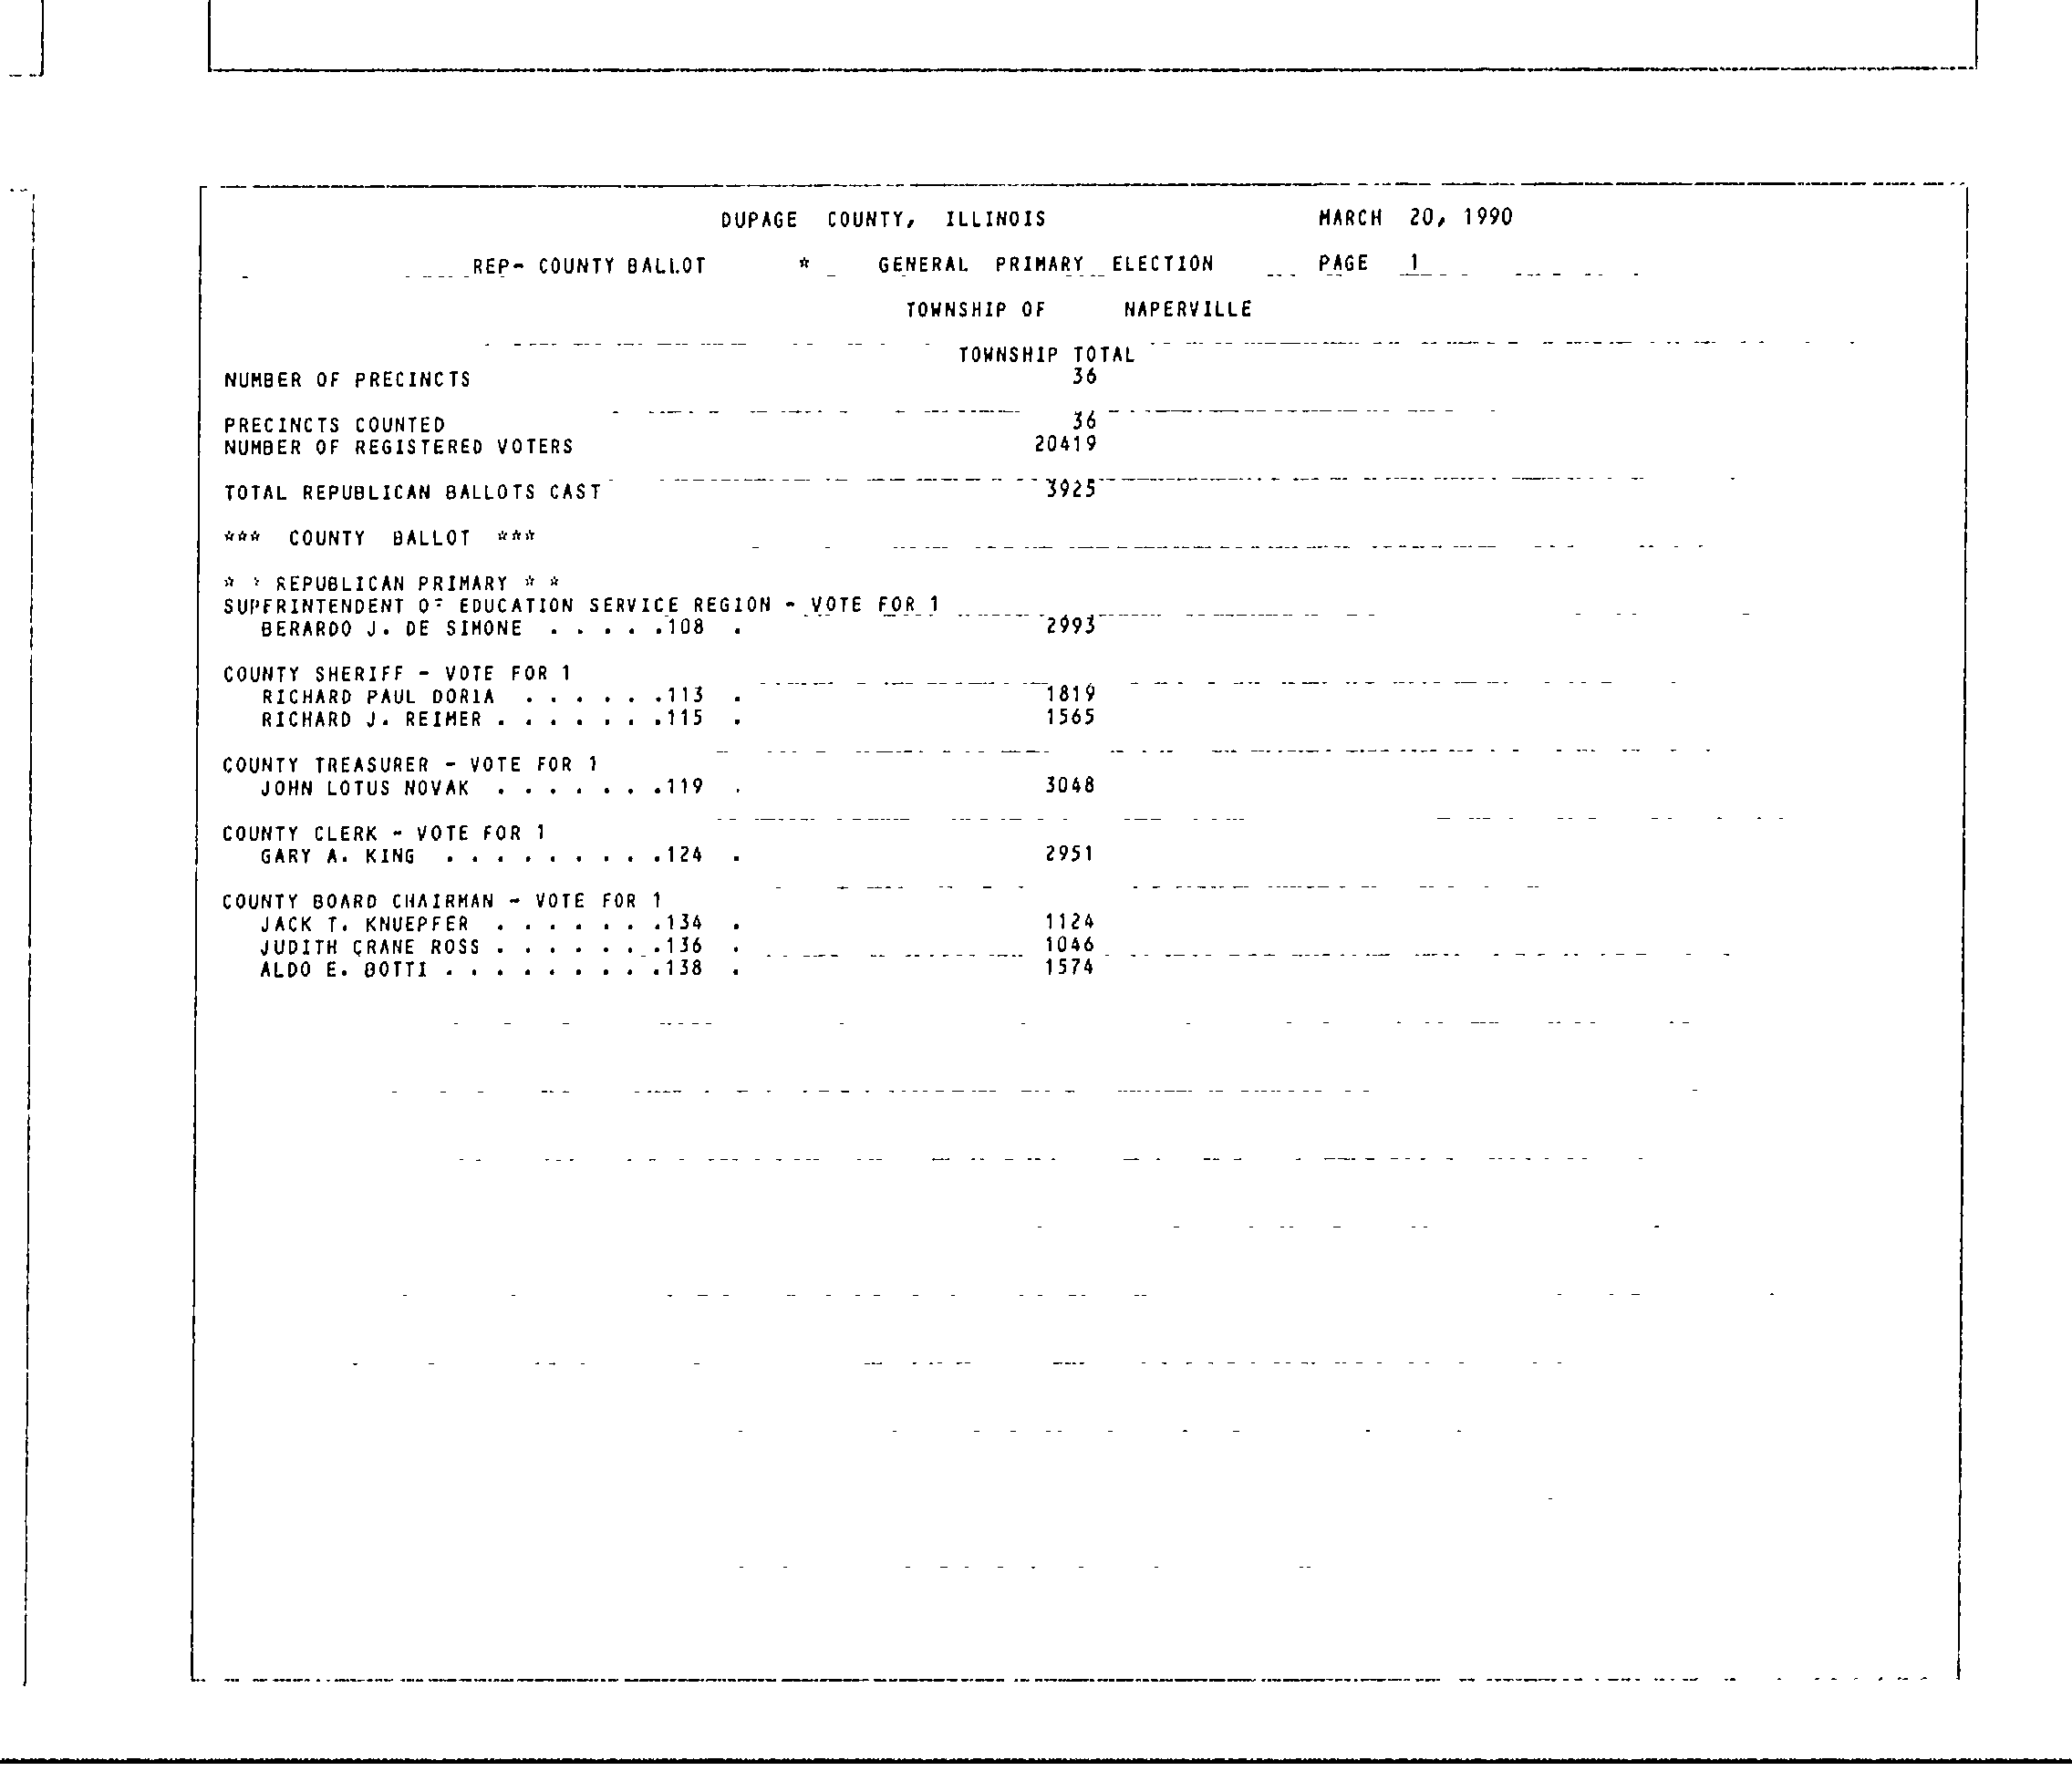 DUPAGE COUNTY, ILLINOIS MARCH 20, 1990
REP- COUNTY BALLOT * GENERAL PRIMARY ELECTION PAGE 1
TOWNSHIP OF NAPERVILLE
TOWNSHIP TOTAL
NUMBER OF PRECINCTS 36
PRECINCTS COUNTED 36
NUMBER OF REGISTERED VOTERS 20419
TOTAL REPUBLICAN BALLOTS CAST 3925
*** COUNTY BALLOT ***
* * REPUBLICAN PRIMARY * *
SUPERINTENDENT OF EDUCATION SERVICE REGION - VOTE FOR 1
BERARDO J. DE SIMONE . . . . .108 . 2993
COUNTY SHERIFF - VOTE FOR 1
RICHARD PAUL DORIA . . . . . .113 . 1819
RICHARD J. REIMER . . . . . . .115 . 1565
COUNTY TREASURER - VOTE FOR 1
JOHN LOTUS NOVAK . . . . . . .119 . 3048
COUNTY CLERK - VOTE FOR 1
GARY A. KING . . . . . . . . .124 . 2951
COUNTY BOARD CHAIRMAN - VOTE FOR 1
JACK T. KNUEPFER . . . . . . .134 . 1124
JUDITH CRANE ROSS . . . . . . .136 . 1046
ALDO E. BOTTI . . . . . . . . .138 . 1574